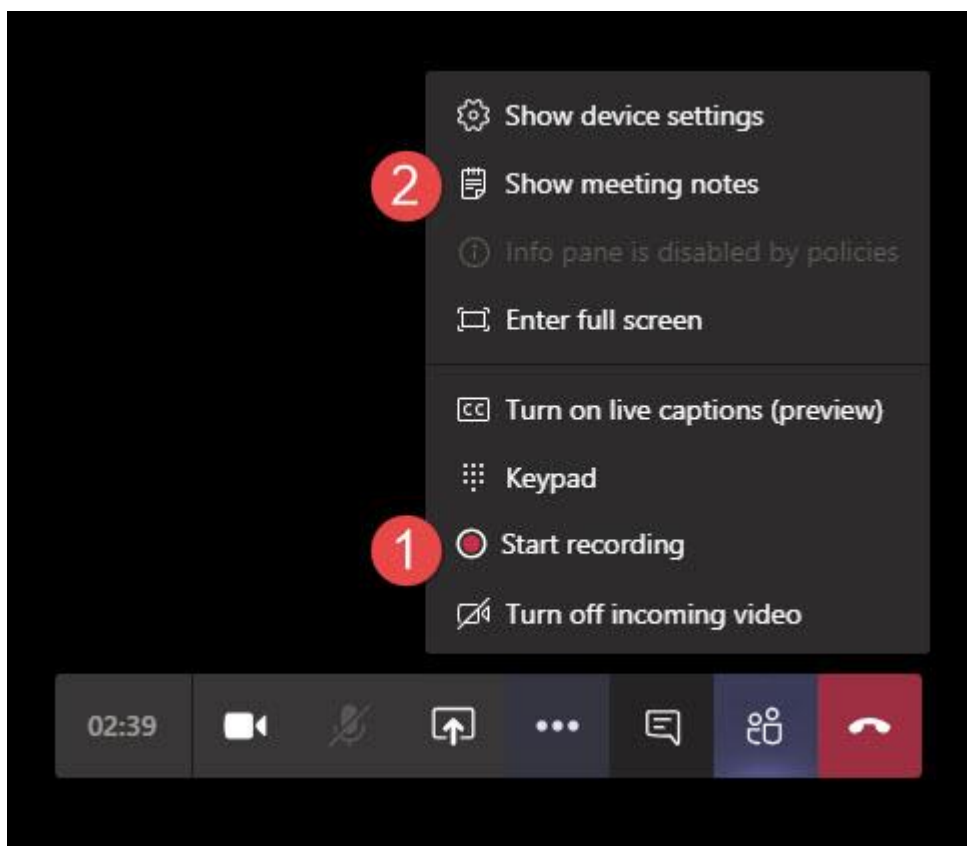 Show device settings
2 Show meeting notes
Info pane is disabled by policies
Enter full screen
CC Turn on live captions (preview)
Keypad
1 Start recording
Turn off incoming video
02:39